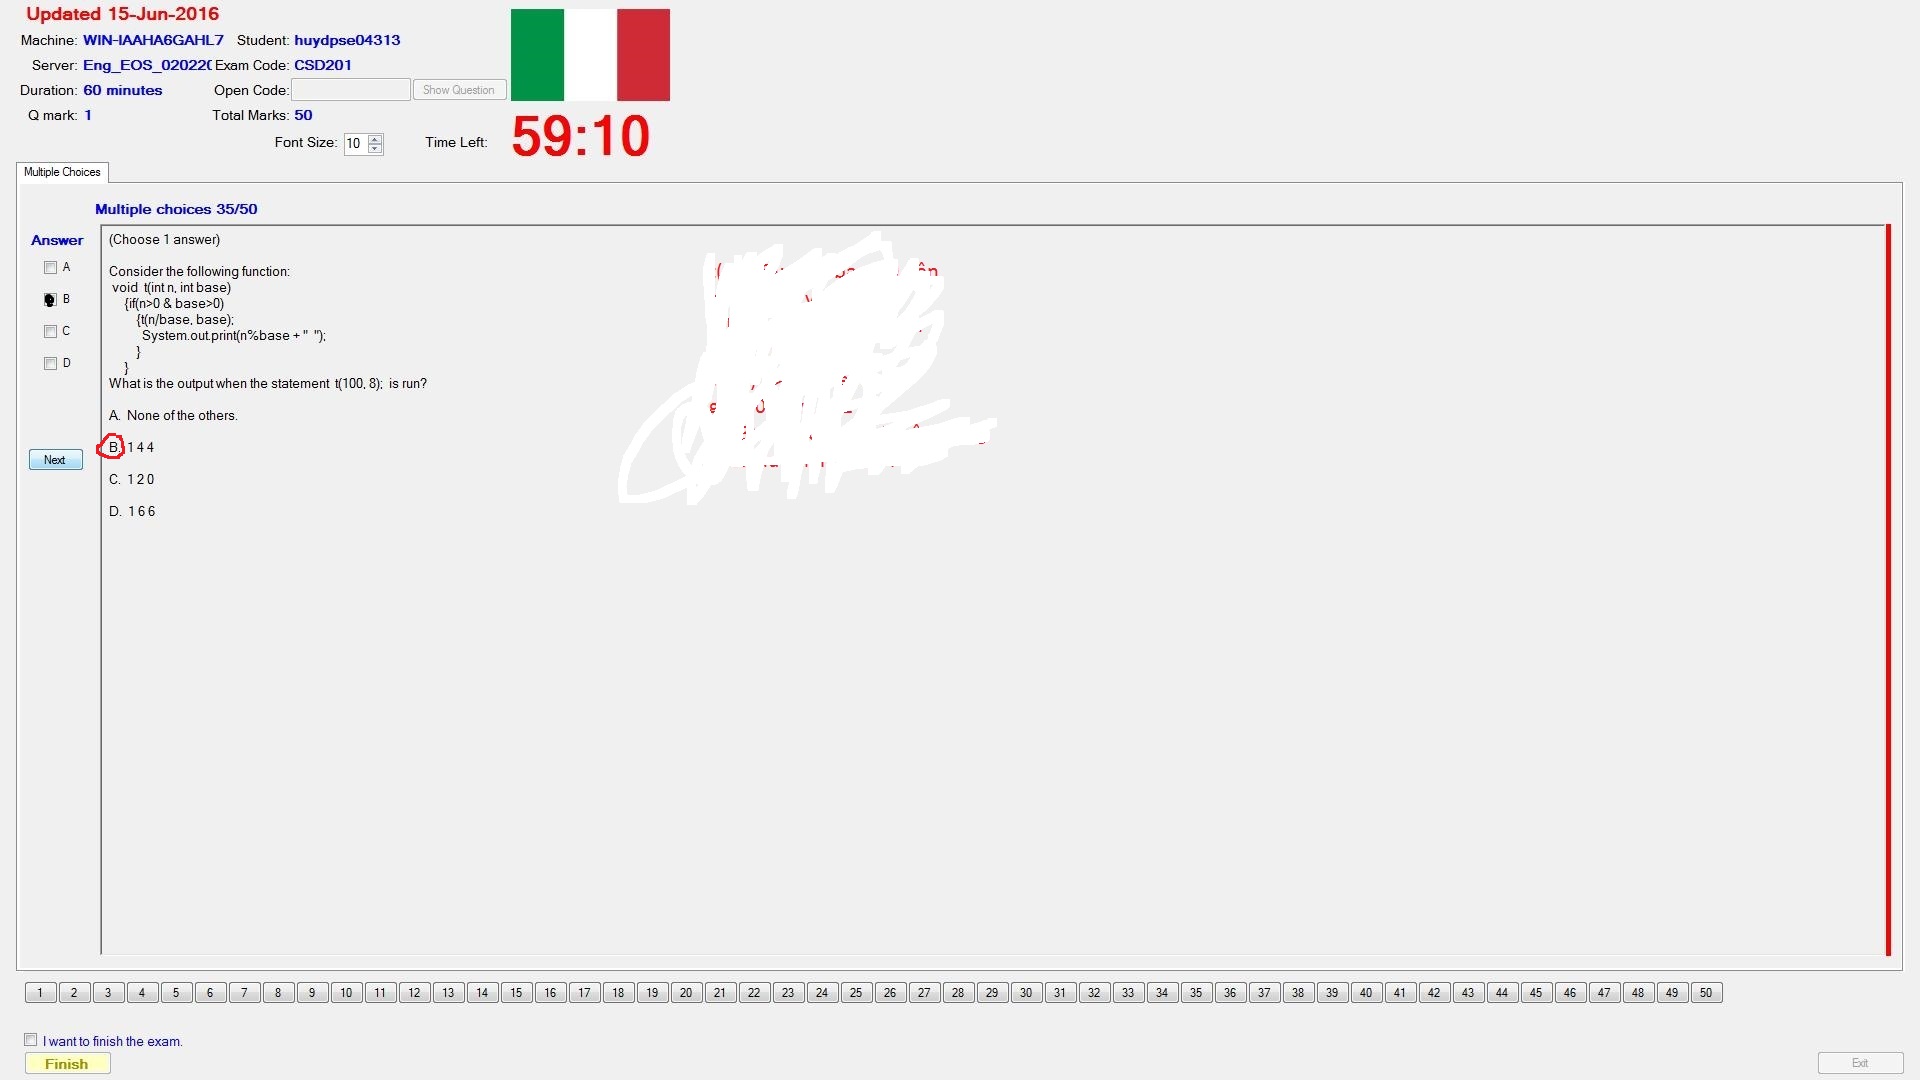 Updated 15-Jun-2016
Machine: WIN-IAAHA6GAHL7 Student: huydpse04313
Server: Eng_EOS_020220 Exam Code: CSD201
Duration: 60 minutes Open Code: Show Question
Q mark: 1 Total Marks: 50
Font Size: 10 Time Left: 59:10
Multiple Choices
Multiple choices 35/50
Answer
A
B
C
D
Next
(Choose 1 answer)
Consider the following function:
void t(int n, int base)
{if(n>0 & base>0)
{t(n/base, base);
System.out.print(n%base + "  ");
}
}
What is the output when the statement t(100, 8); is run?
A. None of the others.
B. 1 4 4
C. 1 2 0
D. 1 6 6
1 2 3 4 5 6 7 8 9 10 11 12 13 14 15 16 17 18 19 20 21 22 23 24 25 26 27 28 29 30 31 32 33 34 35 36 37 38 39 40 41 42 43 44 45 46 47 48 49 50
I want to finish the exam.
Finish
Exit